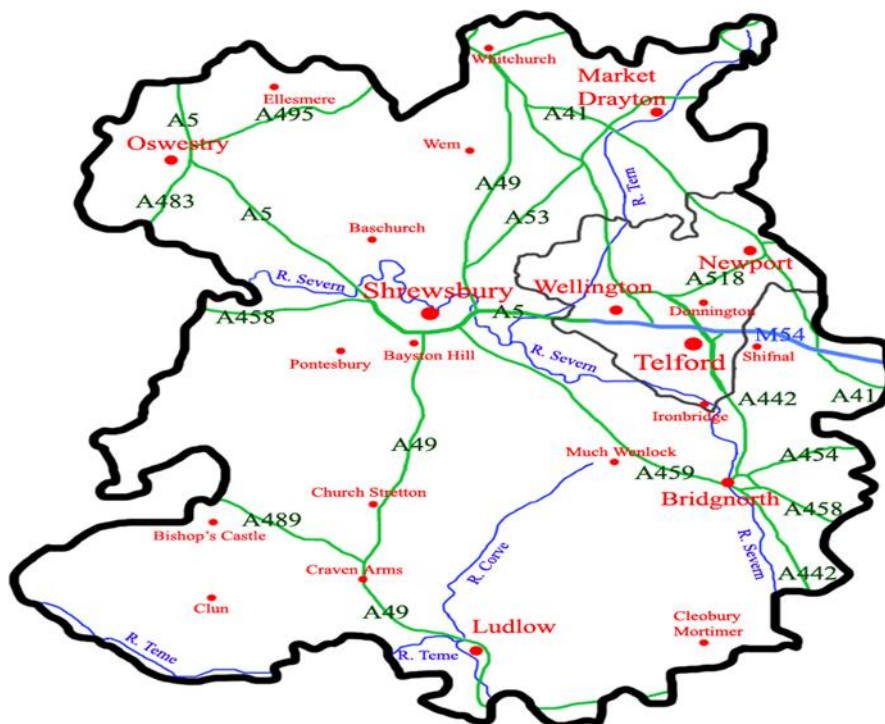 Whitchurch
Market
Drayton
Ellesmere
A495
A5
A41
Oswestry
Wem
A49
R. Tern
A483
A5
A53
Baschurch
Newport
R. Severn
A518
Shrewsbury
Wellington
Donnington
A458
A5
M54
Pontesbury
Bayston Hill
R. Severn
Telford
Shifnal
A442
A41
Ironbridge
A49
Much Wenlock
A454
A459
Bridgnorth
Church Stretton
A489
A458
Bishop's Castle
R. Severn
Craven Arms
R. Corve
A442
Clun
A49
Ludlow
Cleobury
Mortimer
R. Teme
R. Teme